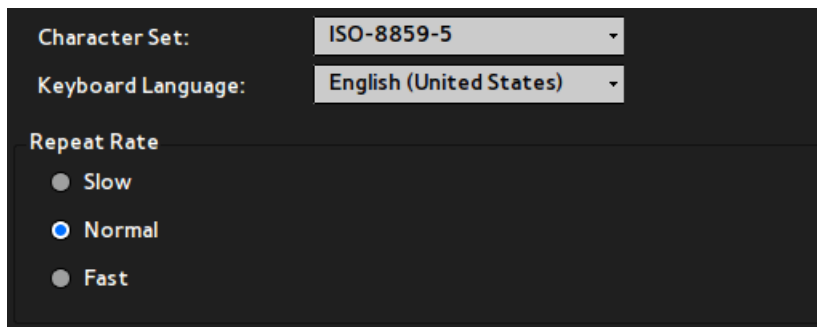 Character Set: ISO-8859-5
Keyboard Language: English (United States)
Repeat Rate
Slow
Normal
Fast